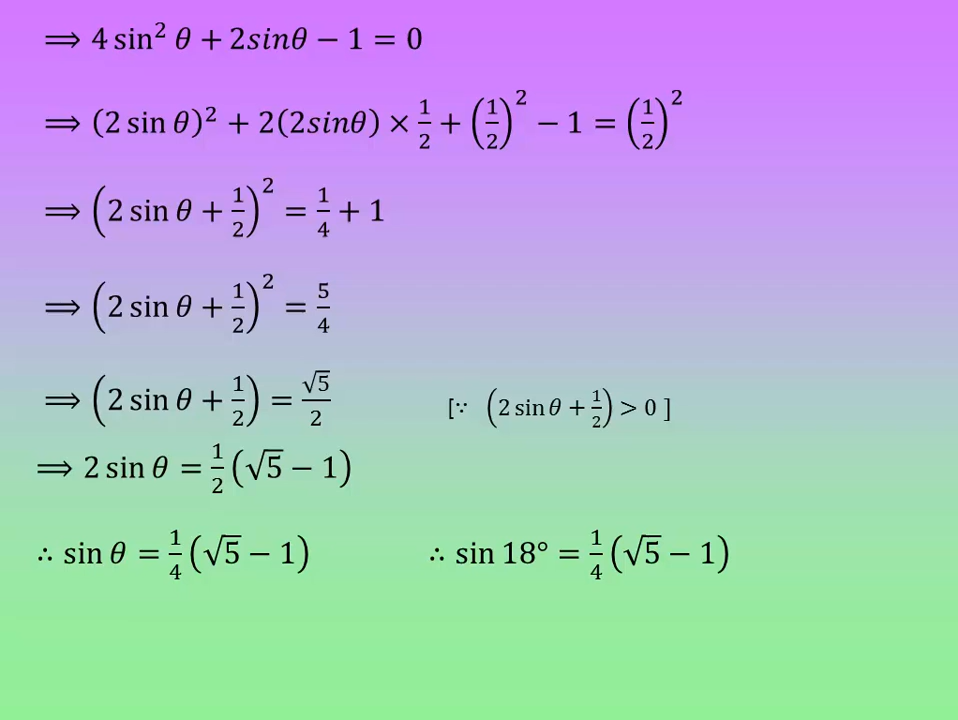 ⟹ 4 sin² θ + 2sinθ − 1 = 0
⟹ (2 sin θ)² + 2(2sinθ) × 1/2 + (1/2)² − 1 = (1/2)²
⟹ (2 sin θ + 1/2)² = 1/4 + 1
⟹ (2 sin θ + 1/2)² = 5/4
⟹ (2 sin θ + 1/2) = √5/2 [∵ (2 sin θ + 1/2) > 0 ]
⟹ 2 sin θ = 1/2 (√5 − 1)
∴ sin θ = 1/4 (√5 − 1) ∴ sin 18° = 1/4 (√5 − 1)